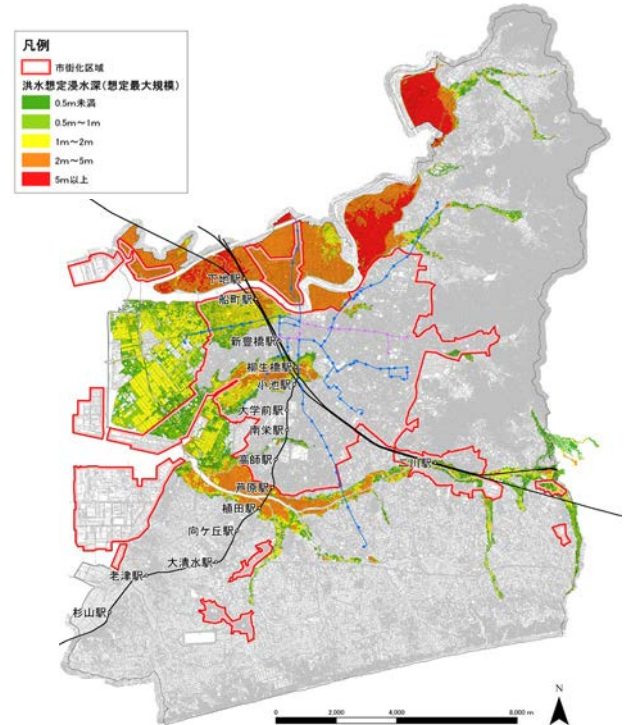 凡例
市街化区域
洪水想定浸水深(想定最大規模)
0.5m未満
0.5m～1m
1m～2m
2m～5m
5m以上
下地駅
船町駅
新豊橋駅
柳生橋駅
小池駅
大学前駅
南栄駅
高師駅
二川駅
芦原駅
植田駅
向ケ丘駅
大清水駅
老津駅
杉山駅
N
0 2,000 4,000 8,000 m